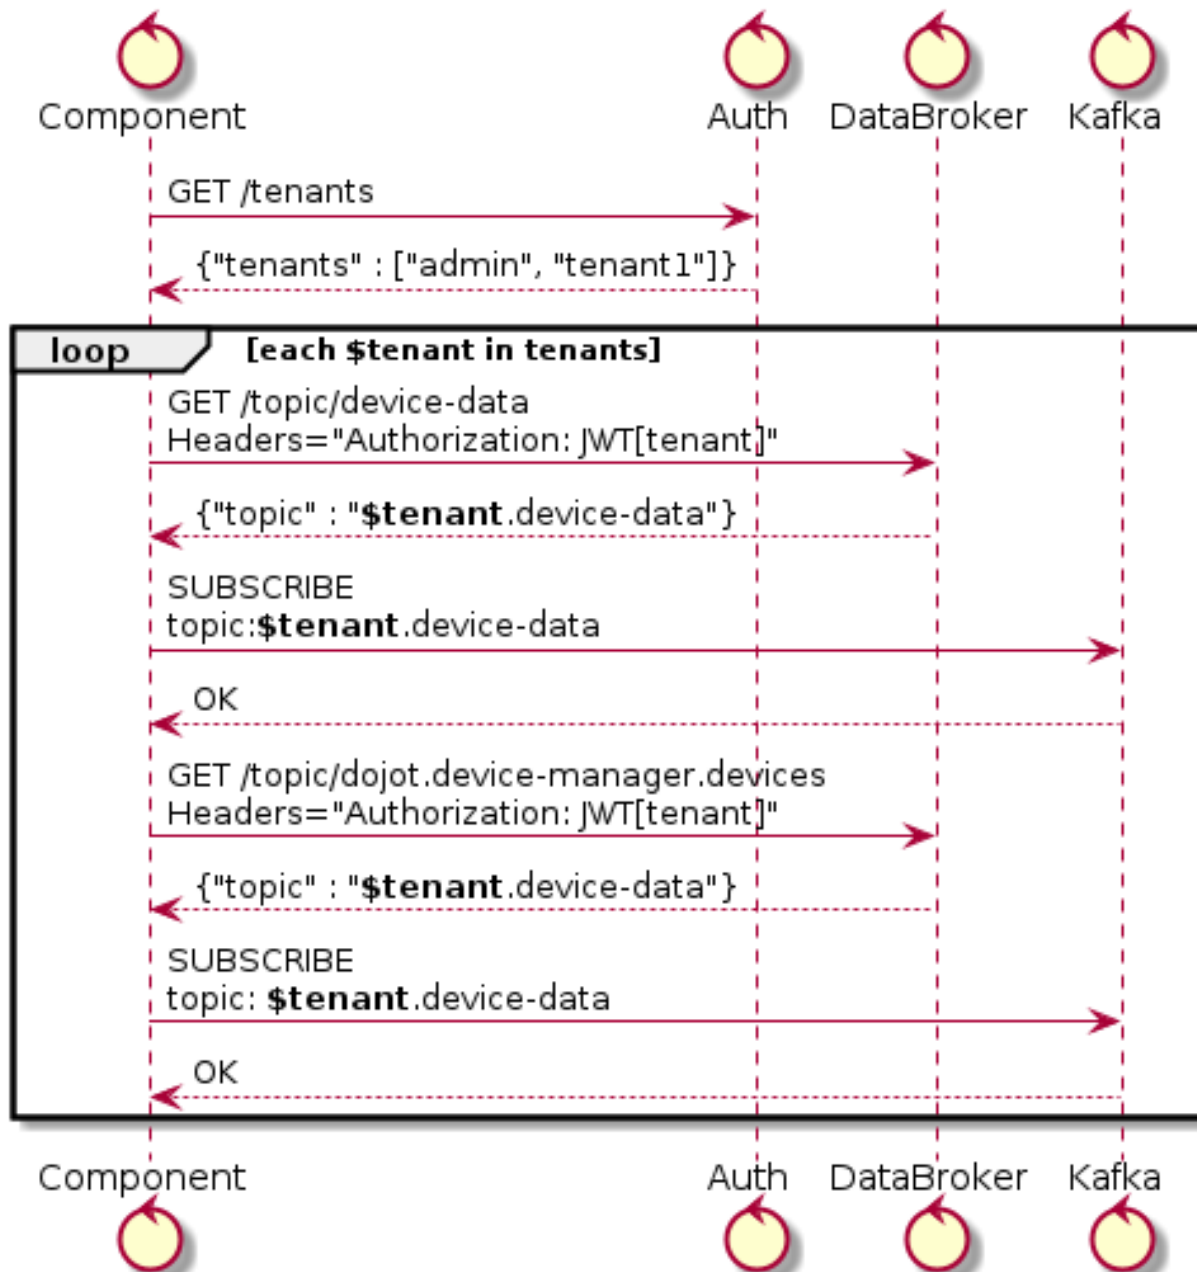 Component Auth DataBroker Kafka
GET /tenants
{"tenants" : ["admin", "tenant1"]}
loop [each $tenant in tenants]
GET /topic/device-data
Headers="Authorization: JWT[tenant]"
{"topic" : "$tenant.device-data"}
SUBSCRIBE
topic:$tenant.device-data
OK
GET /topic/dojot.device-manager.devices
Headers="Authorization: JWT[tenant]"
{"topic" : "$tenant.device-data"}
SUBSCRIBE
topic: $tenant.device-data
OK
Component Auth DataBroker Kafka